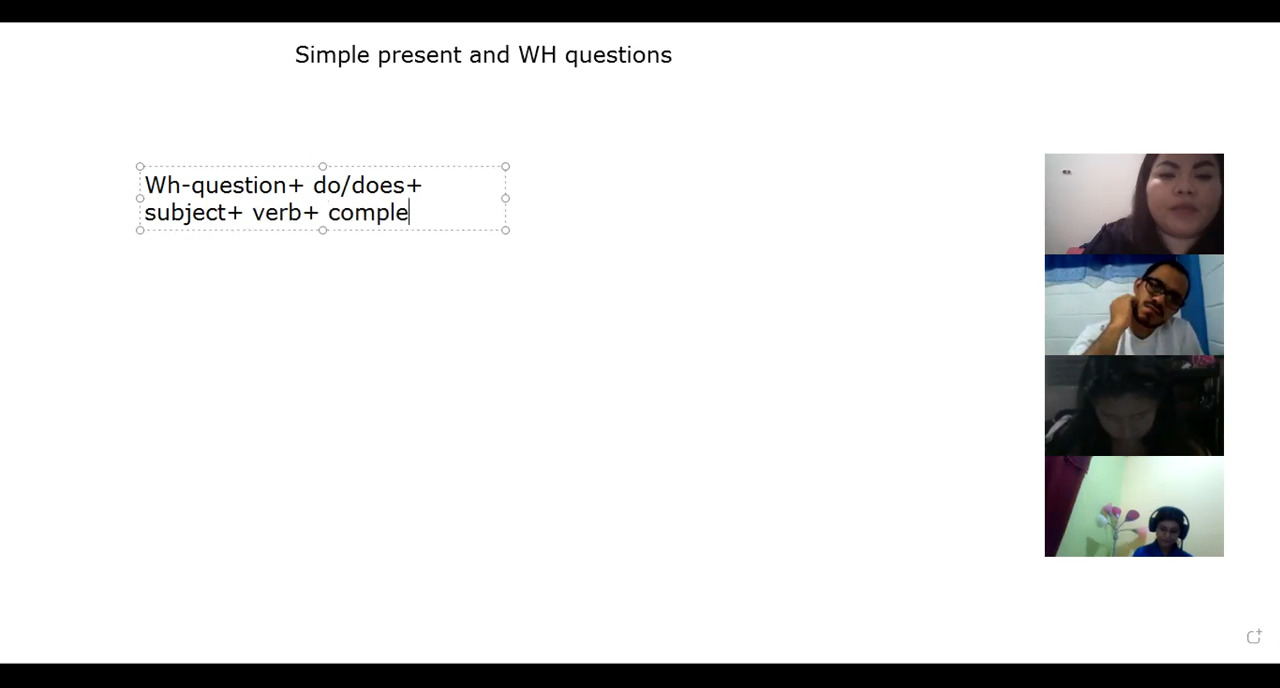 Simple present and WH questions
Wh-question+ do/does+
subject+ verb+ comple